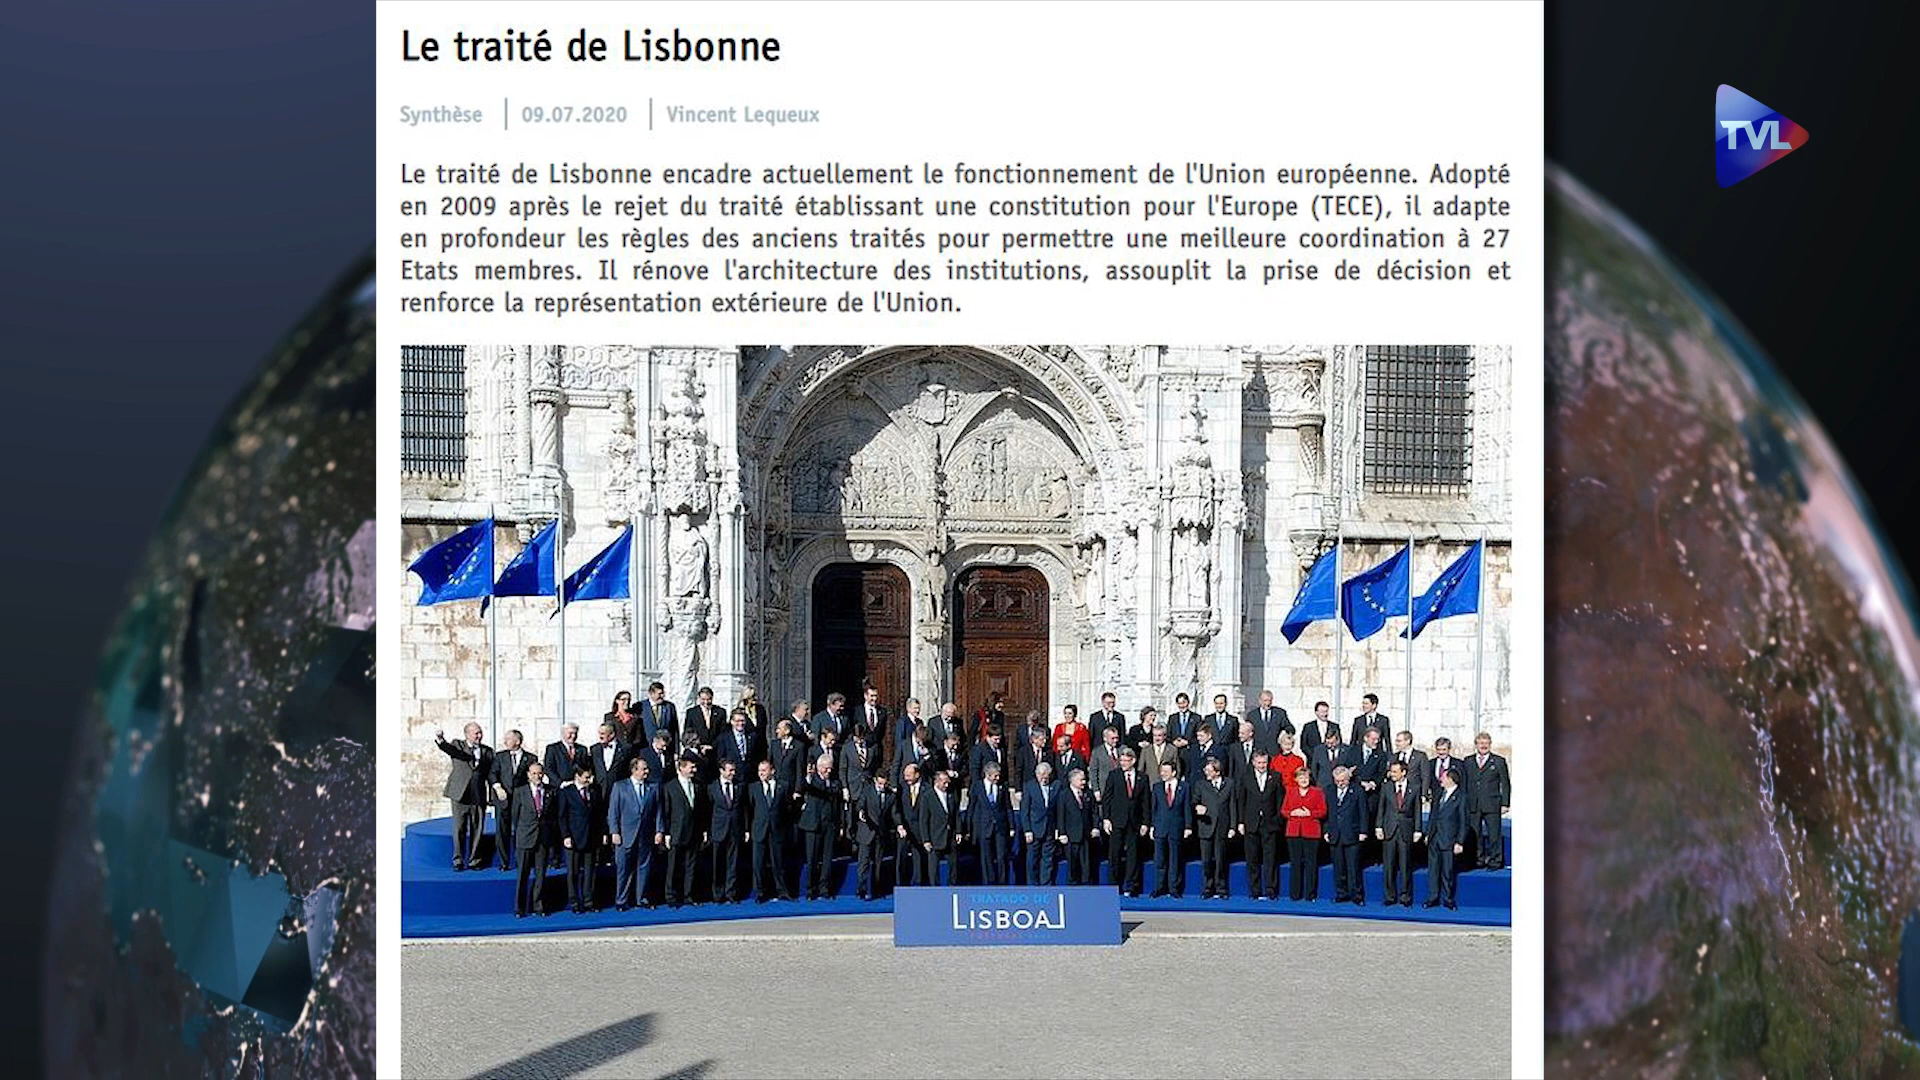 Le traité de Lisbonne
TVL
Synthèse | 09.07.2020 | Vincent Lequeux
Le traité de Lisbonne encadre actuellement le fonctionnement de l'Union européenne. Adopté
en 2009 après le rejet du traité établissant une constitution pour l'Europe (TECE), il adapte
en profondeur les règles des anciens traités pour permettre une meilleure coordination à 27
Etats membres. Il rénove l'architecture des institutions, assouplit la prise de décision et
renforce la représentation extérieure de l'Union.
TRATADO DE
LISBOA